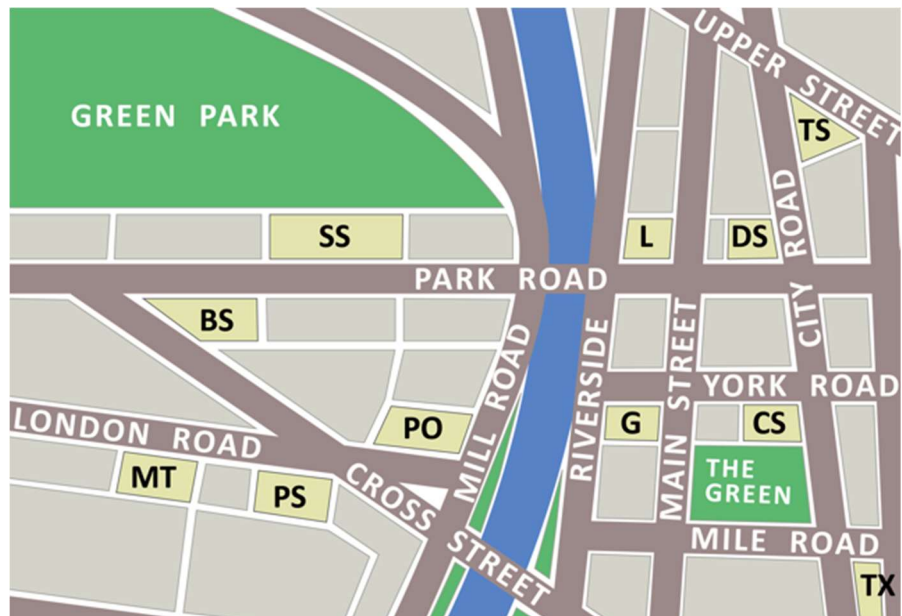 UPPER STREET
GREEN PARK
TS
SS
L
DS
CITY ROAD
PARK ROAD
BS
MILL ROAD
RIVERSIDE
MAIN STREET
YORK ROAD
LONDON ROAD
PO
G
CS
MT
PS
CROSS STREET
THE
GREEN
MILE ROAD
TX